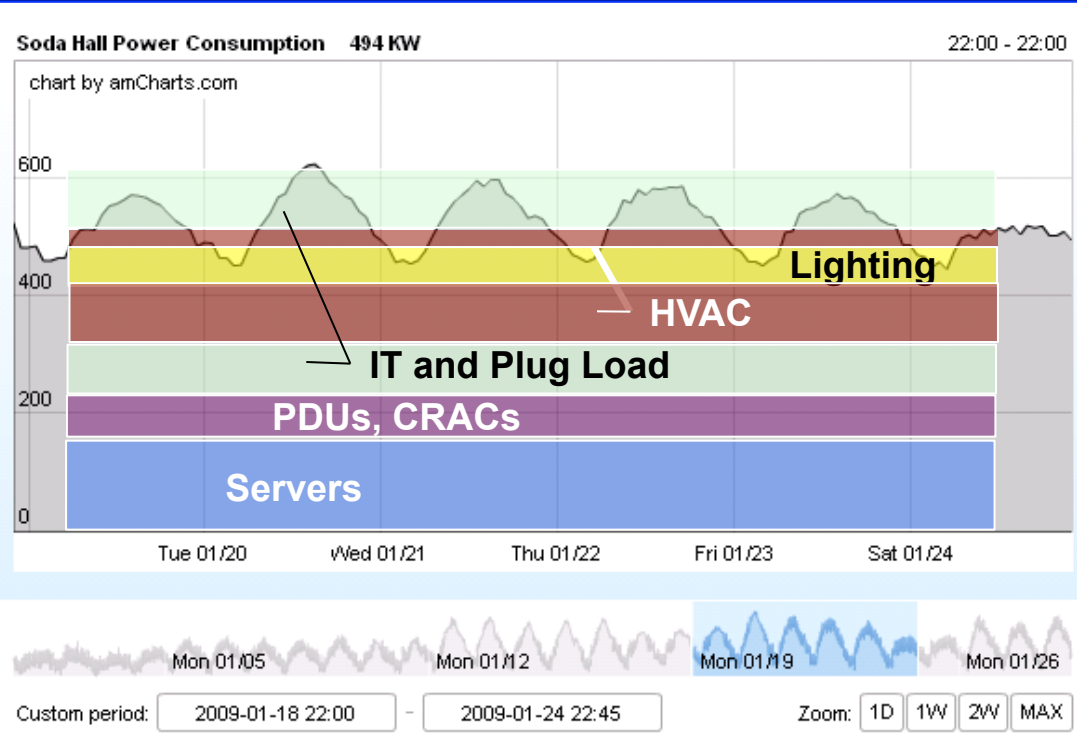 Soda Hall Power Consumption 494 KW 22:00 - 22:00
chart by amCharts.com
600
Lighting
400
HVAC
IT and Plug Load
200
PDUs, CRACs
Servers
0
Tue 01/20 Wed 01/21 Thu 01/22 Fri 01/23 Sat 01/24
Mon 01/05 Mon 01/12 Mon 01/19 Mon 01/26
Custom period: 2009-01-18 22:00 - 2009-01-24 22:45 Zoom: 1D 1W 2W MAX